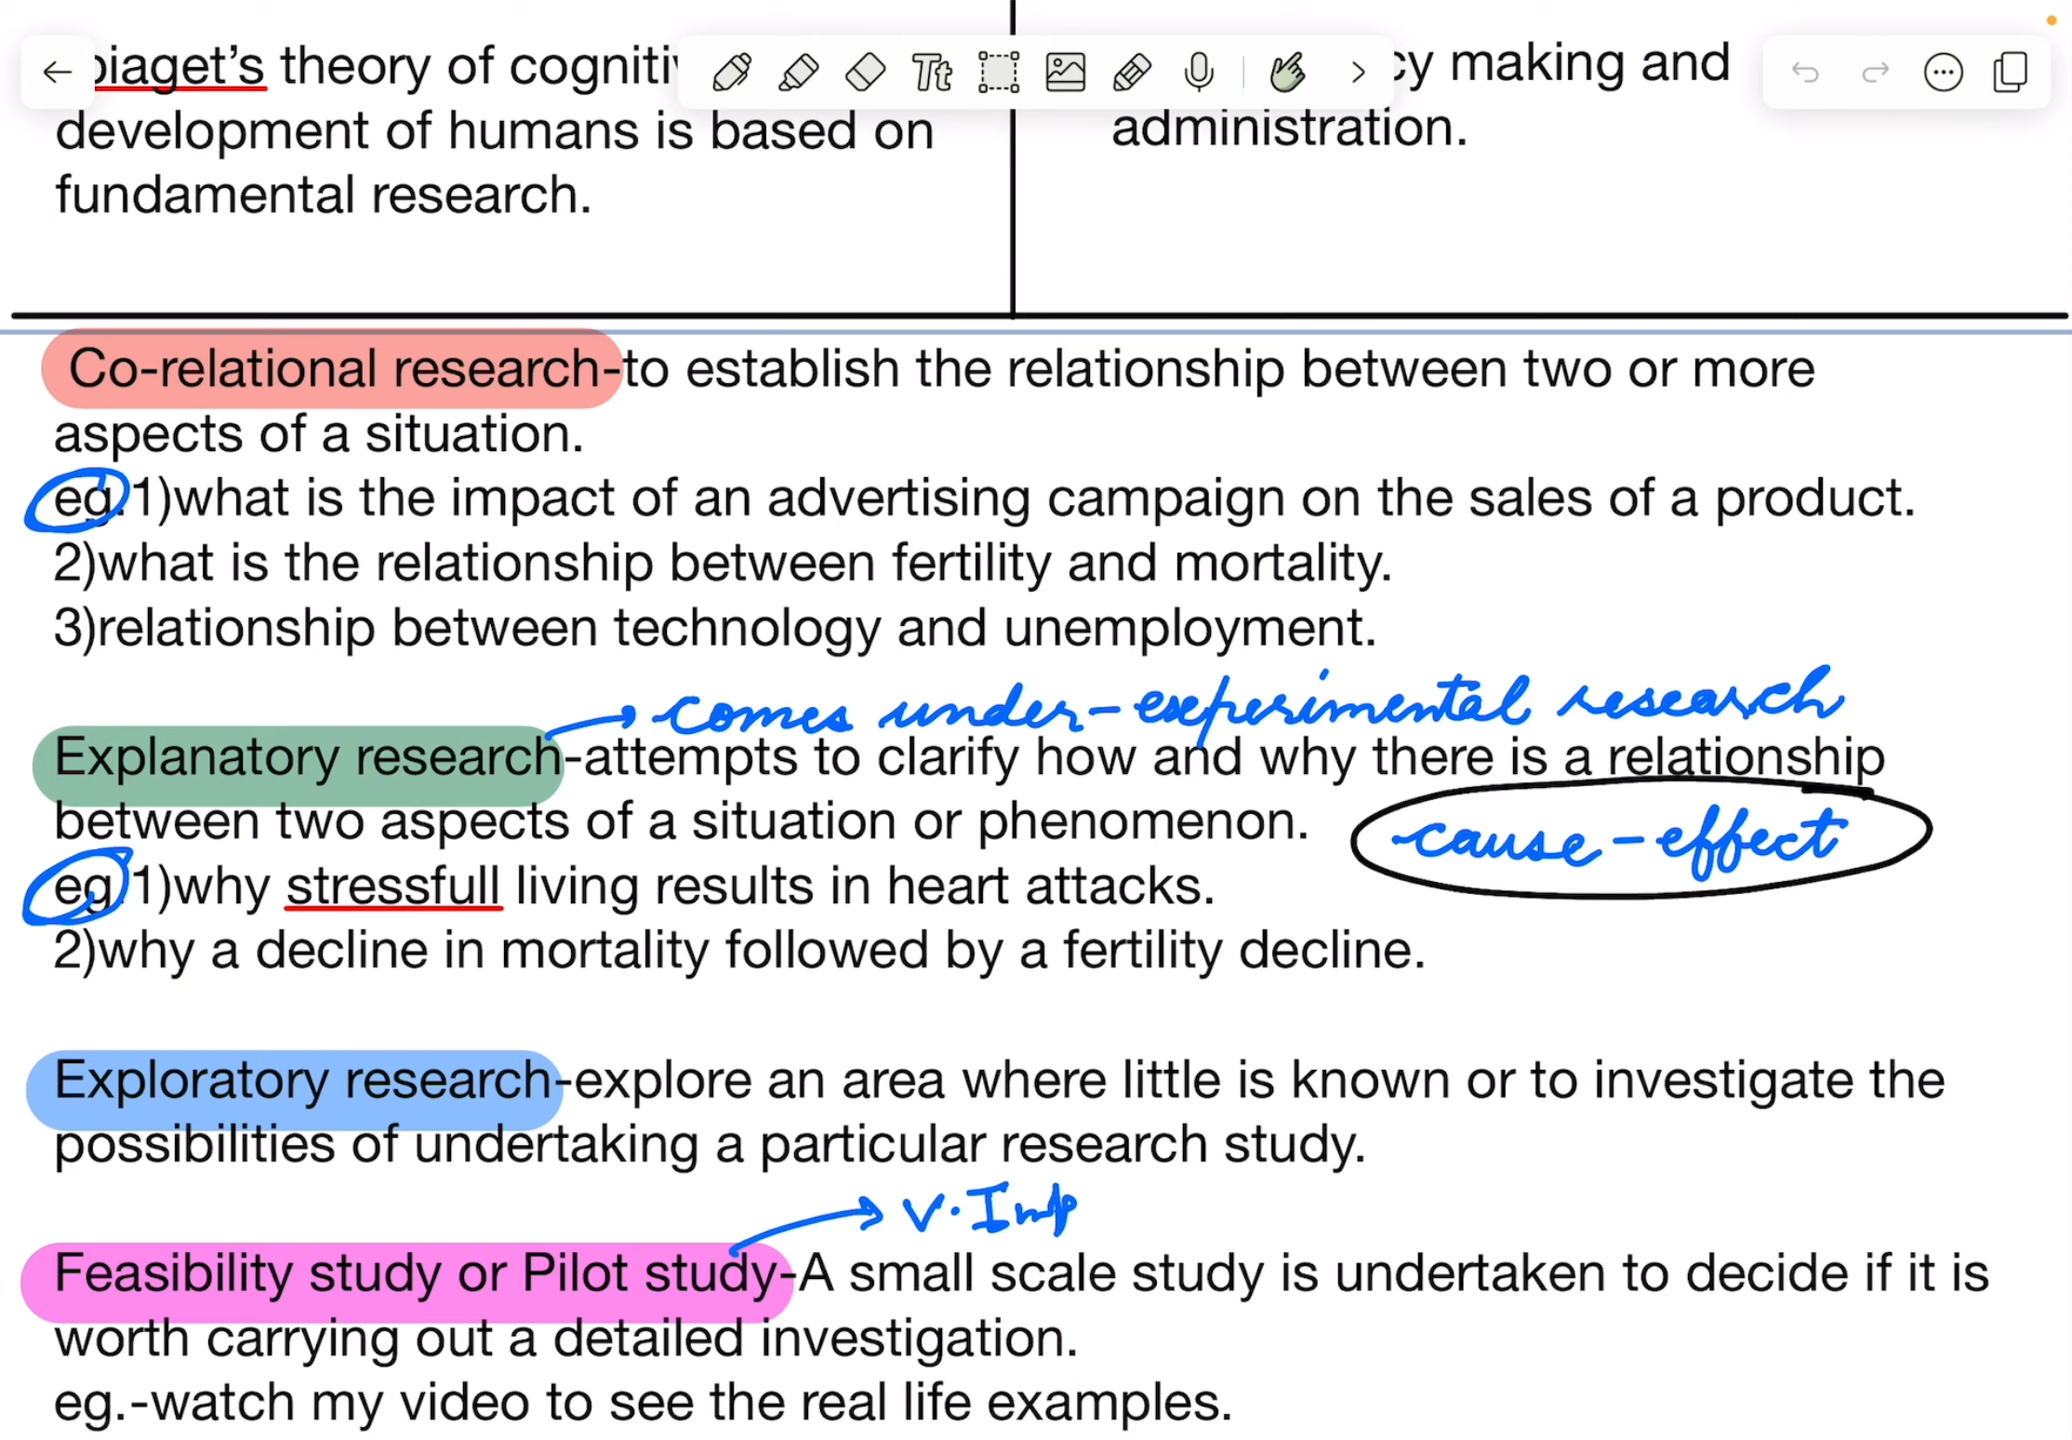 piaget's theory of cogniti
development of humans is based on
fundamental research.
cy making and
administration.
Tt
Co-relational research-to establish the relationship between two or more
aspects of a situation.
eg.1)what is the impact of an advertising campaign on the sales of a product.
2)what is the relationship between fertility and mortality.
3)relationship between technology and unemployment.
comes under-experimental research
Explanatory research-attempts to clarify how and why there is a relationship
between two aspects of a situation or phenomenon.
cause-effect
eg.1)why stressfull living results in heart attacks.
2)why a decline in mortality followed by a fertility decline.
Exploratory research-explore an area where little is known or to investigate the
possibilities of undertaking a particular research study.
V. Imp
Feasibility study or Pilot study-A small scale study is undertaken to decide if it is
worth carrying out a detailed investigation.
eg.-watch my video to see the real life examples.